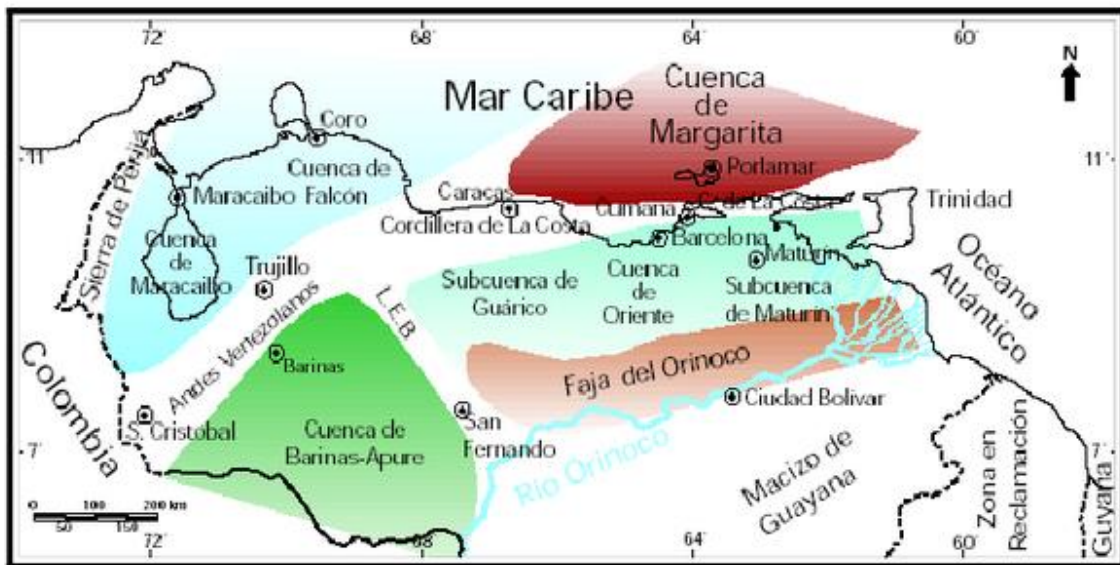 72
68
64
60
N
Mar Caribe
Cuenca
de
Margarita
11
11
Coro
Sierra de Perijá
Cuenca de
Maracaibo Falcón
Porlamar
Caracas
Cumana
Trinidad
Cordillera de La Costa
Barcelona
Maturín
Océano
Atlántico
Cuenca
de
Maracaibo
Trujillo
Subcuenca de
Guárico
Cuenca
de
Oriente
Subcuenca
de Maturín
L.E.B.
Andes Vertezolanos
Barinas
Faja del Orinoco
Colombia
S. Cristobal
Cuenca de
Barinas-Apure
San
Fernando
Ciudad Bolivar
7
7
Río Orinoco
Macizo de
Guayana
Zona en
Reclamación
Guyana
0 100 200 km
50 150
72
68
64
60